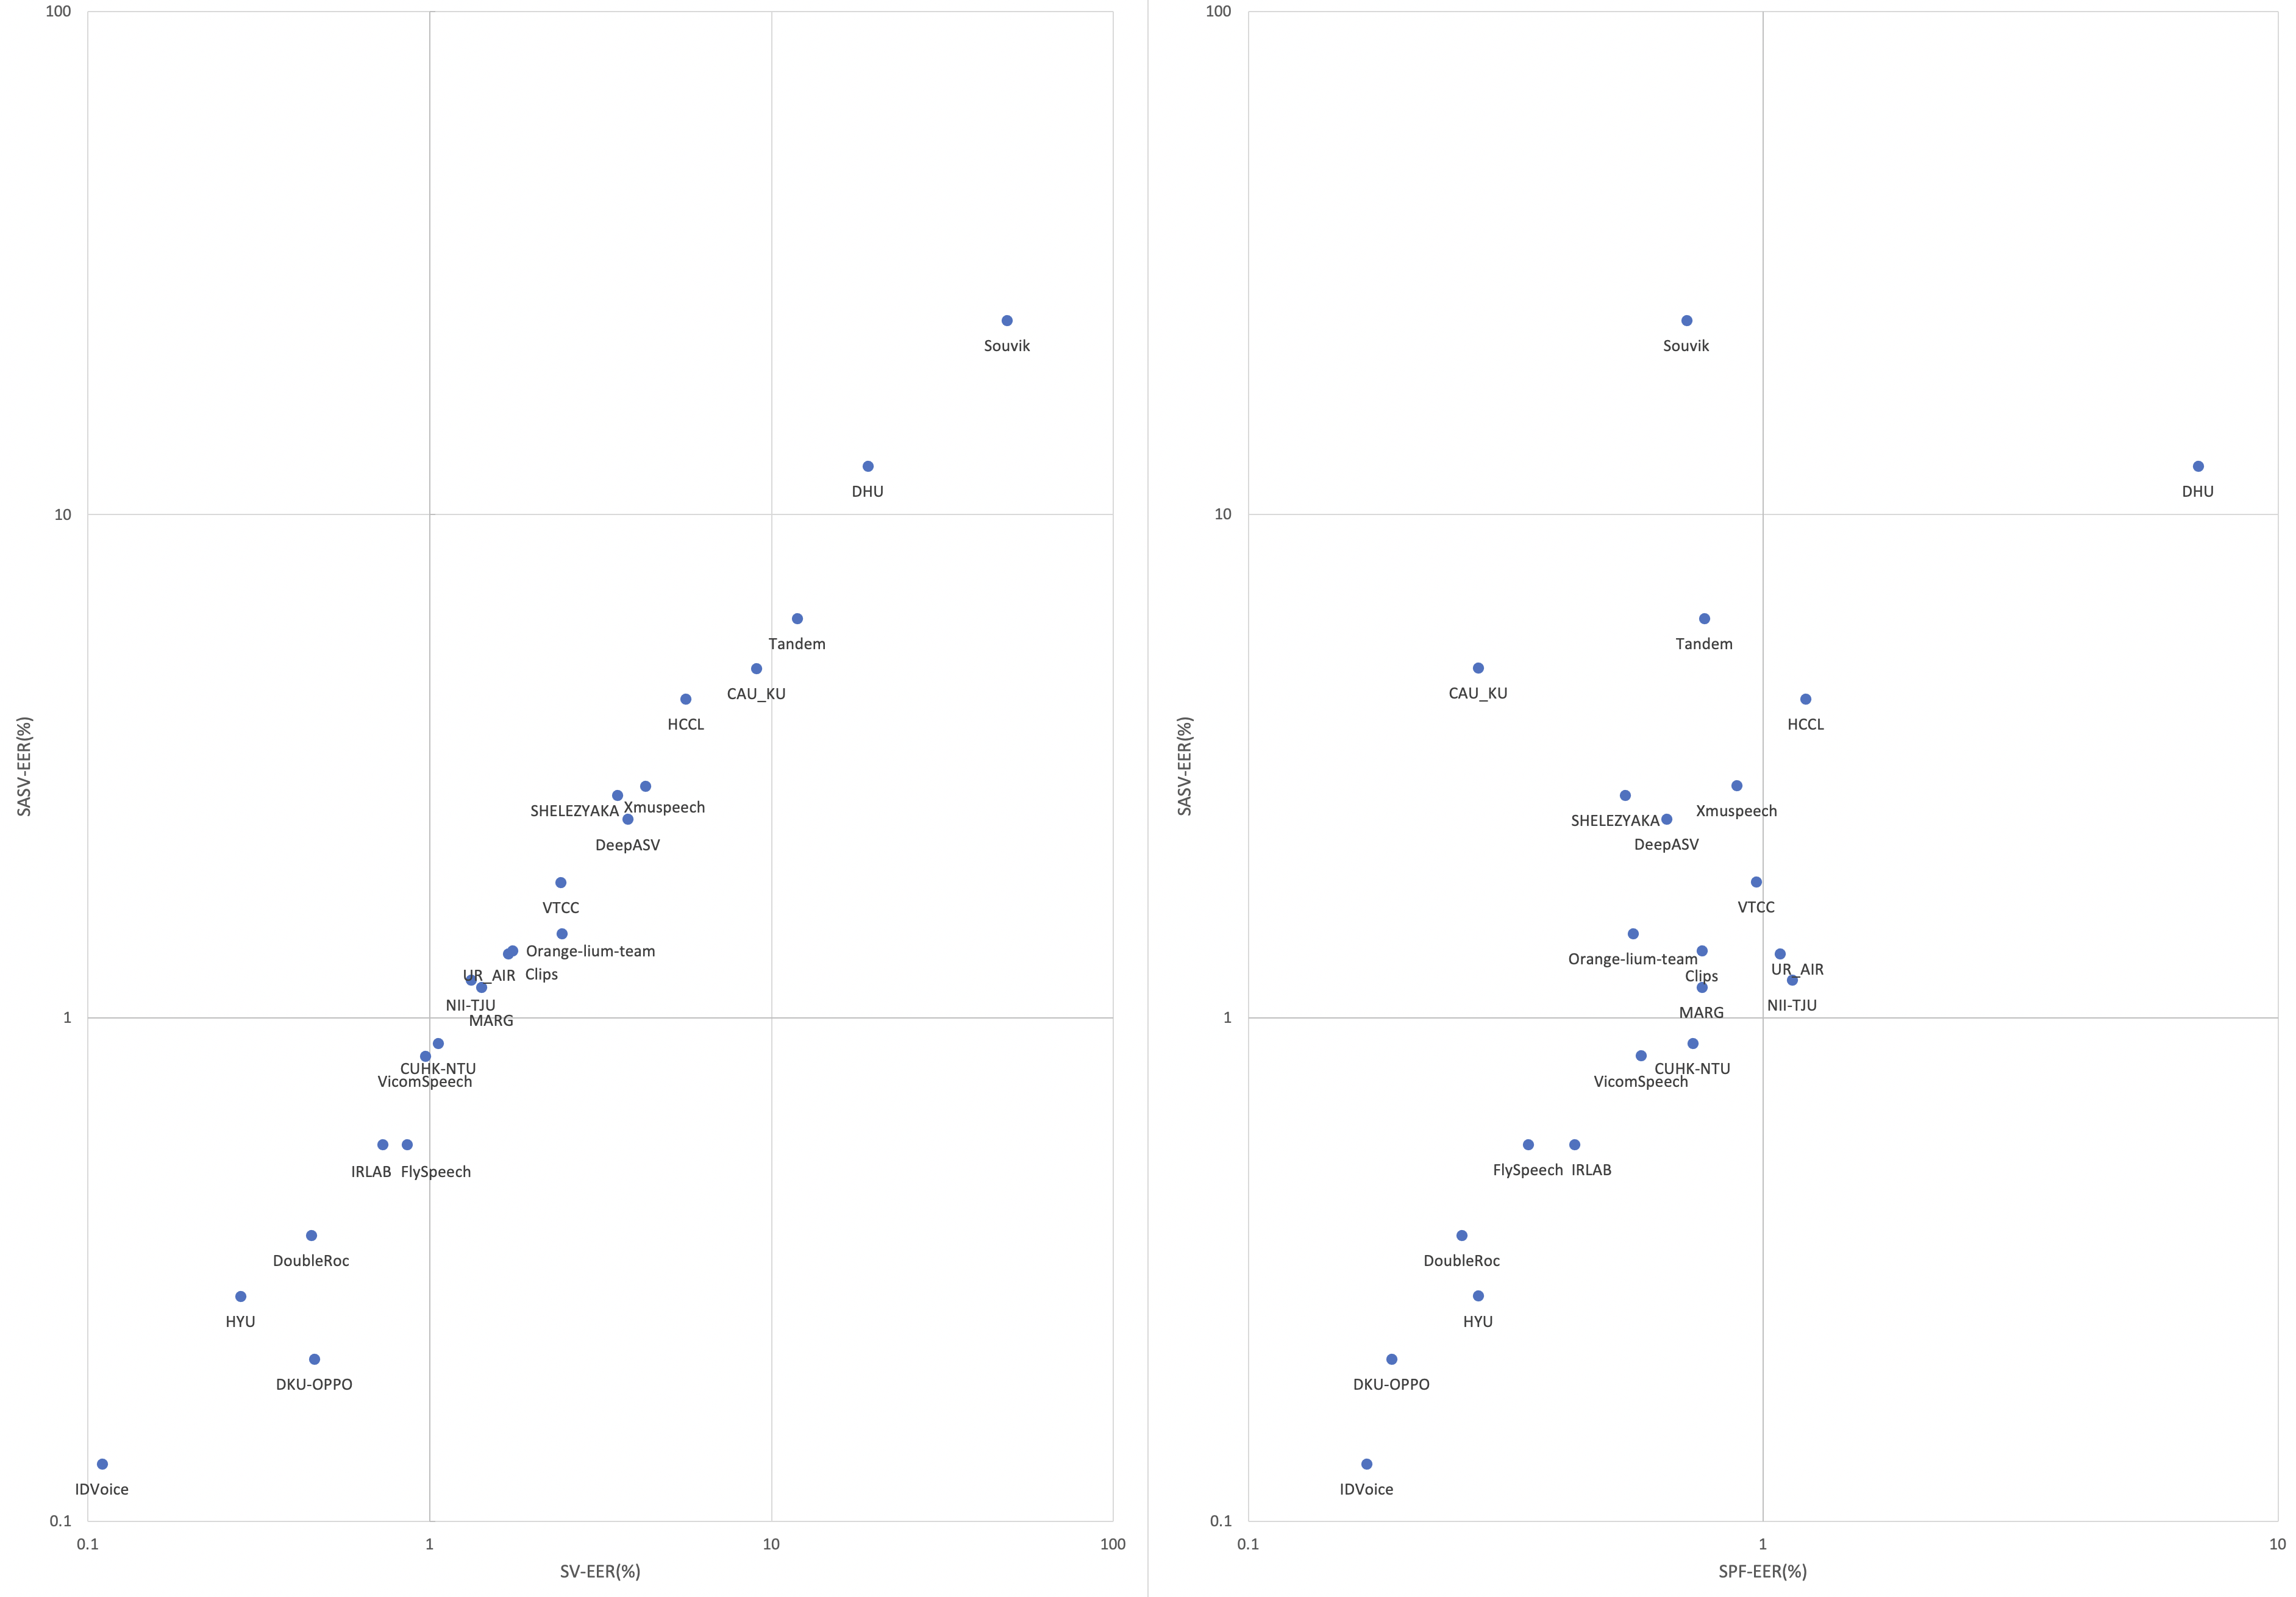 100
10
1
0.1
SASV-EER(%)
Souvik
DHU
Tandem
CAU_KU
HCCL
SHELEZYAKA
Xmuspeech
DeepASV
VTCC
Orange-lium-team
UR_AIR
Clips
NII-TJU
MARG
CUHK-NTU
VicomSpeech
IRLAB
FlySpeech
DoubleRoc
HYU
DKU-OPPO
IDVoice
0.1
1
10
100
SV-EER(%)
100
10
1
0.1
SASV-EER(%)
Souvik
DHU
Tandem
CAU_KU
HCCL
Xmuspeech
SHELEZYAKA
DeepASV
VTCC
Orange-lium-team
UR_AIR
Clips
NII-TJU
MARG
CUHK-NTU
VicomSpeech
FlySpeech
IRLAB
DoubleRoc
HYU
DKU-OPPO
IDVoice
0.1
1
10
SPF-EER(%)